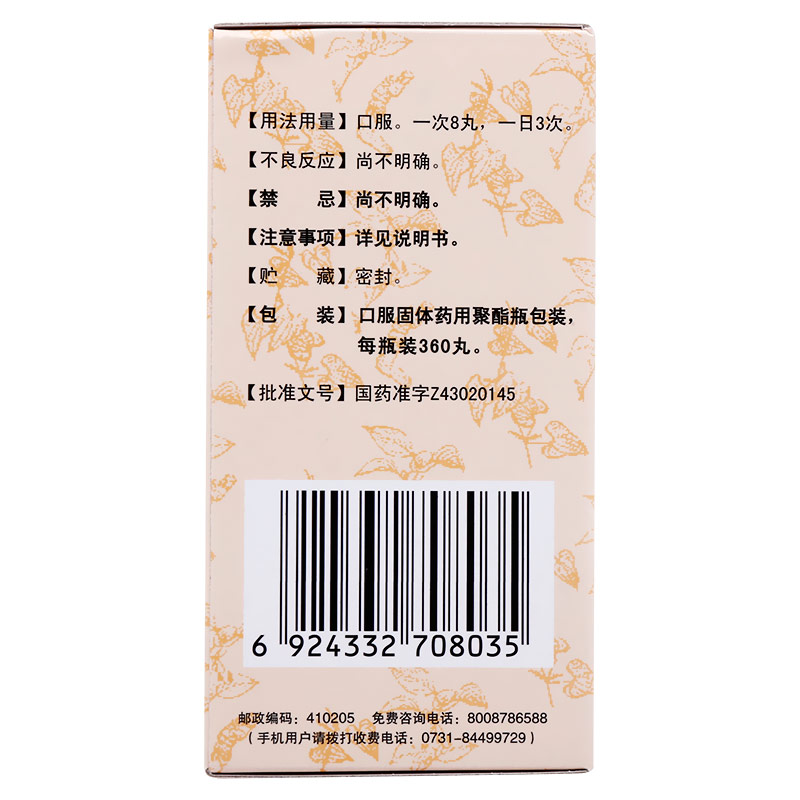 【用法用量】口服。一次8丸，一日3次。
【不良反应】尚不明确。
【禁 忌】尚不明确。
【注意事项】详见说明书。
【贮 藏】密封。
【包 装】口服固体药用聚酯瓶包装，
每瓶装360丸。
【批准文号】国药准字Z43020145
6 924332 708035
邮政编码：410205 免费咨询电话：8008786588
（手机用户请拨打收费电话：0731-84499729）